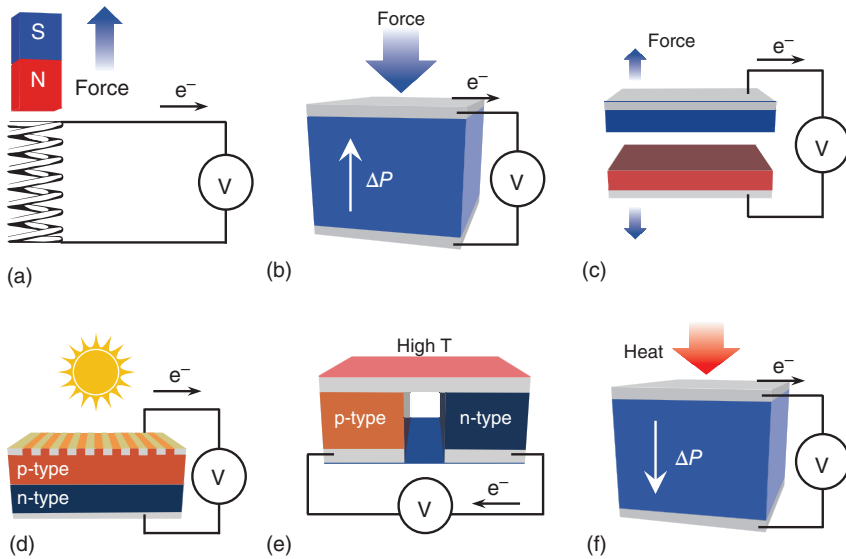 S
N
Force
e⁻
V
(a)
Force
e⁻
ΔP
V
(b)
Force
e⁻
V
(c)
e⁻
p-type
n-type
V
(d)
High T
p-type
n-type
V
e⁻
(e)
Heat
e⁻
ΔP
V
(f)